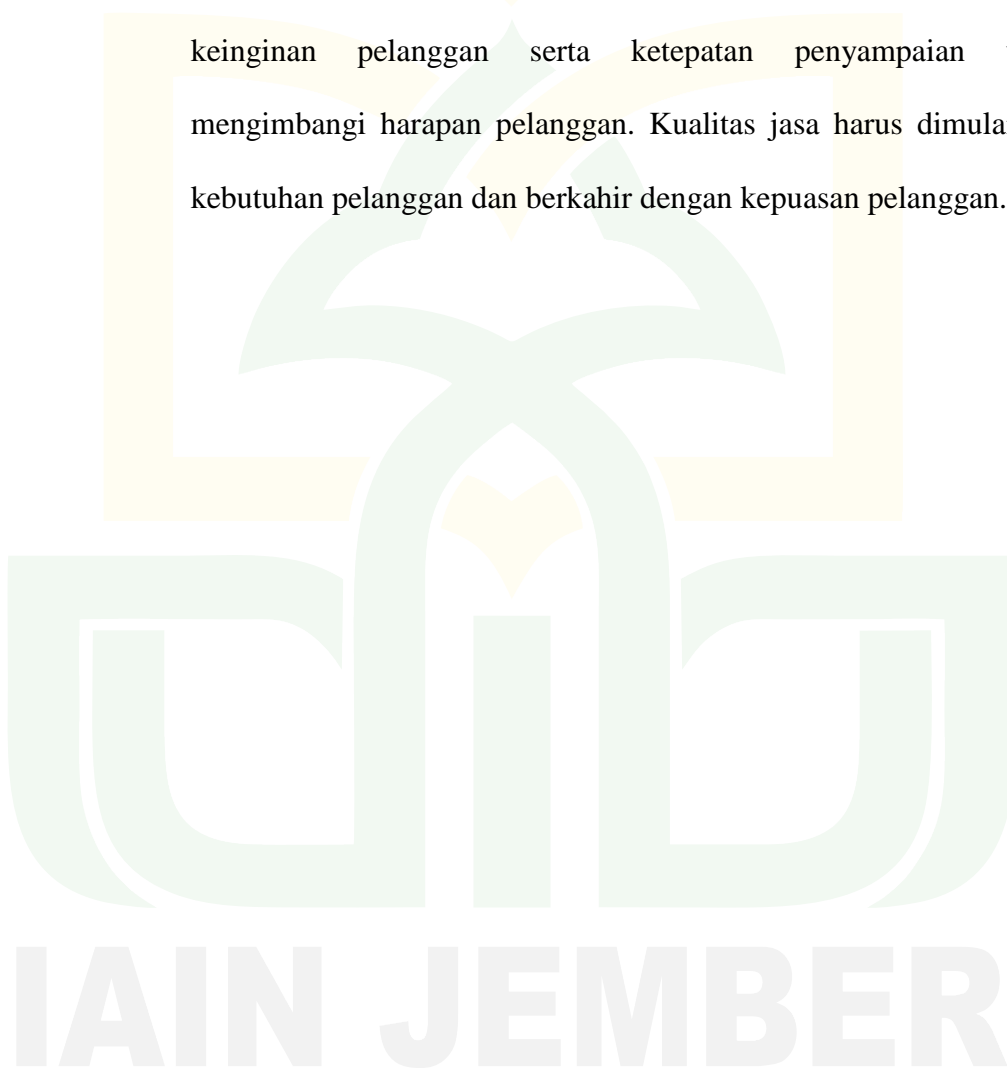 keinginan pelanggan serta ketepatan penyampaian
mengimbangi harapan pelanggan. Kualitas jasa harus dimula
kebutuhan pelanggan dan berkahir dengan kepuasan pelanggan.
IAIN JEMBER